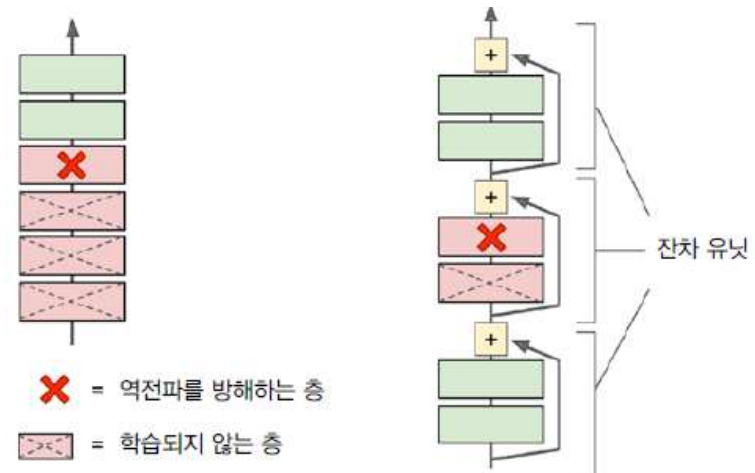 +
+
잔차 유닛
+
= 역전파를 방해하는 층
= 학습되지 않는 층